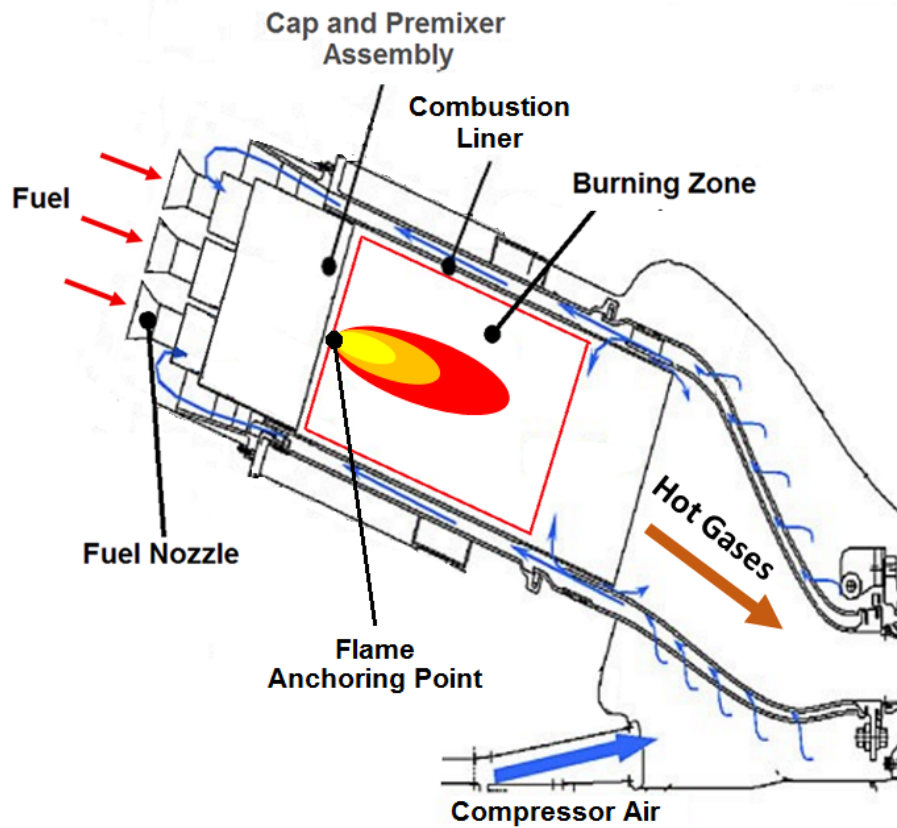 Cap and Premixer
Assembly
Combustion
Liner
Burning Zone
Fuel
Fuel Nozzle
Hot Gases
Flame
Anchoring Point
Compressor Air